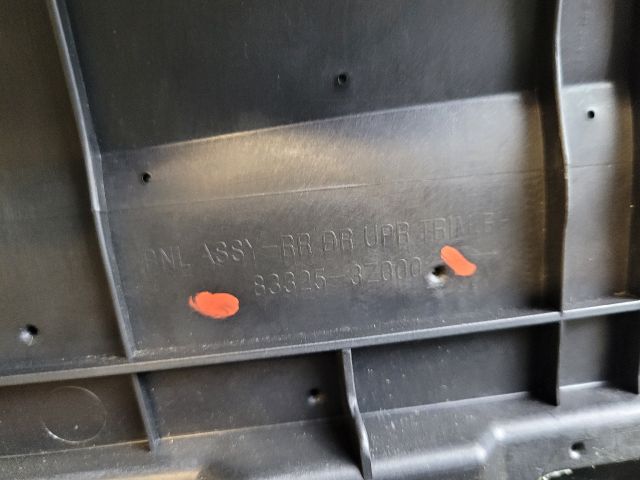 PNL ASSY-RR DR UPR TRIM
83325-3Z000